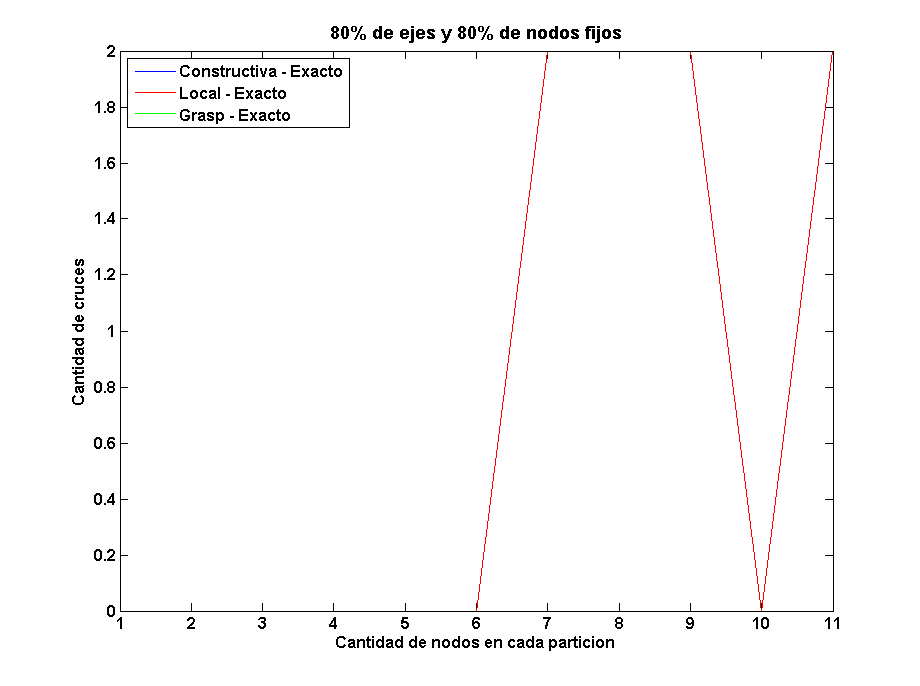 80% de ejes y 80% de nodos fijos
2
1.8
1.6
1.4
1.2
1
0.8
0.6
0.4
0.2
0
Constructiva - Exacto
Local - Exacto
Grasp - Exacto
Cantidad de cruces
1 2 3 4 5 6 7 8 9 10 11
Cantidad de nodos en cada particion